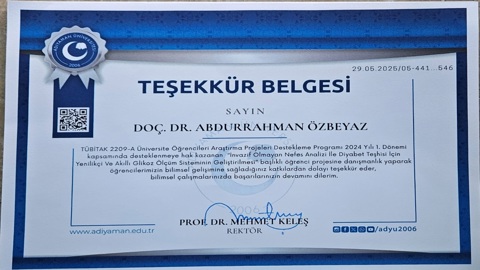 ADIYAMAN ÜNİVERSİTESİ
2006
29.05.2025/05-441...546
TEŞEKKÜR BELGESİ
SAYIN
DOÇ. DR. ABDURRAHMAN ÖZBEYAZ
TÜBİTAK 2209-A Üniversite Öğrencileri Araştırma Projeleri Destekleme Programı 2024 Yılı 1. Dönemi
kapsamında desteklenmeye hak kazanan. "İnvazif Olmayan Nefes Analizi İle Diyabet Teşhisi İçin
Yenilikçi Ve Akıllı Glikoz Ölçüm Sisteminin Geliştirilmesi" başlıklı öğrenci projesine danışmanlık yaparak
öğrencilerimizin bilimsel gelişimine sağladığınız katkılardan dolayı teşekkür eder,
bilimsel çalışmalarınızda başarılarınızın devamını dilerim.
2006
PROF. DR. MEHMET KELEŞ
REKTÖR
www.adiyaman.edu.tr
/adyu2006